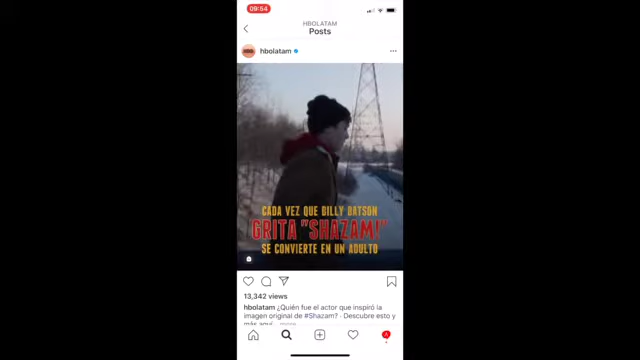 09:54
HBOLATAM
Posts
hbolatam
CADA VEZ QUE BILLY BATSON
GRITA "SHAZAM!"
SE CONVIERTE EN UN ADULTO
13,342 views
hbolatam ¿Quién fue el actor que inspiró la
imagen original de #Shazam? · Descubre esto y
más aquí